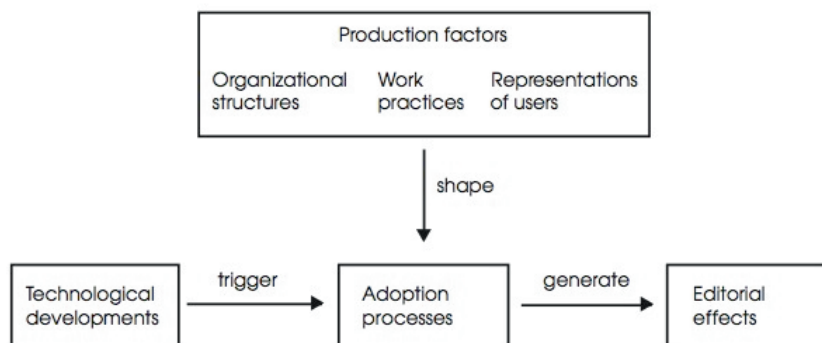 Production factors
Organizational structures
Work practices
Representations of users
shape
Technological developments
trigger
Adoption processes
generate
Editorial effects